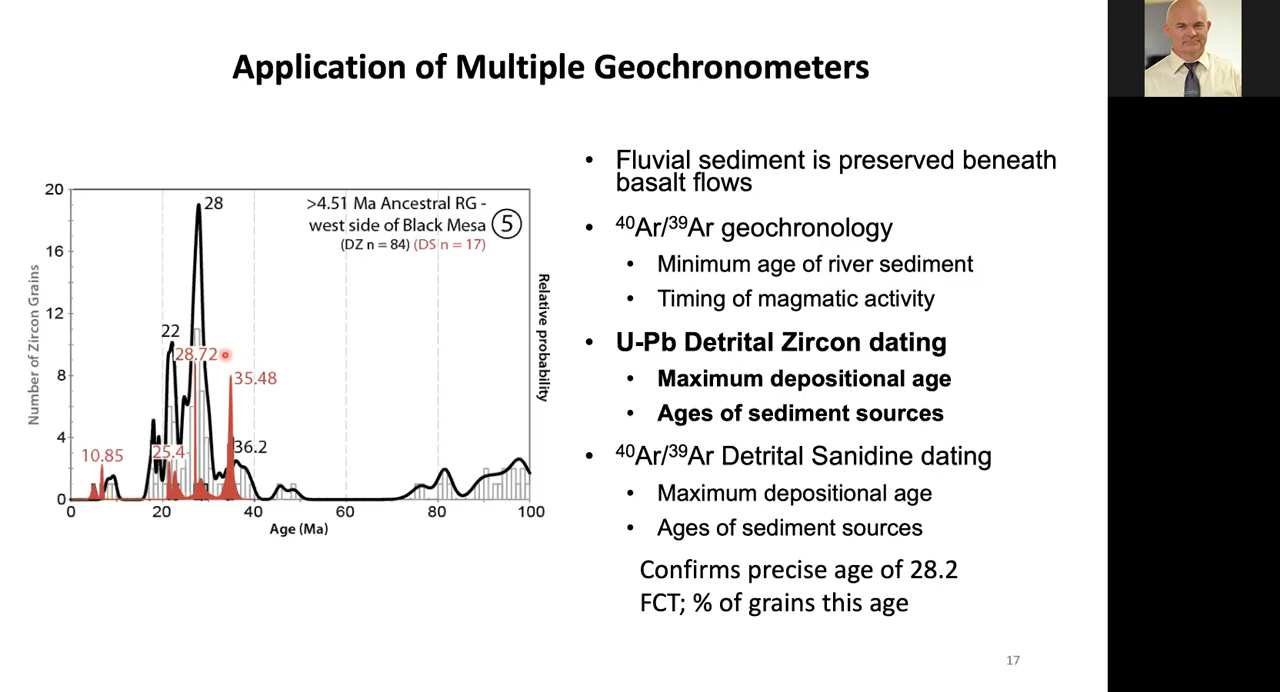 Application of Multiple Geochronometers
20
16
12
8
4
0
Number of Zircon Grains
28
22
28.72
35.48
36.2
25.4
10.85
>4.51 Ma Ancestral RG -
west side of Black Mesa
5
(DZ n = 84) (DS n = 17)
Relative probability
0 20 40 60 80 100
Age (Ma)
• Fluvial sediment is preserved beneath
basalt flows
• ⁴⁰Ar/³⁹Ar geochronology
• Minimum age of river sediment
• Timing of magmatic activity
• U-Pb Detrital Zircon dating
• Maximum depositional age
• Ages of sediment sources
• ⁴⁰Ar/³⁹Ar Detrital Sanidine dating
• Maximum depositional age
• Ages of sediment sources
Confirms precise age of 28.2
FCT; % of grains this age
17